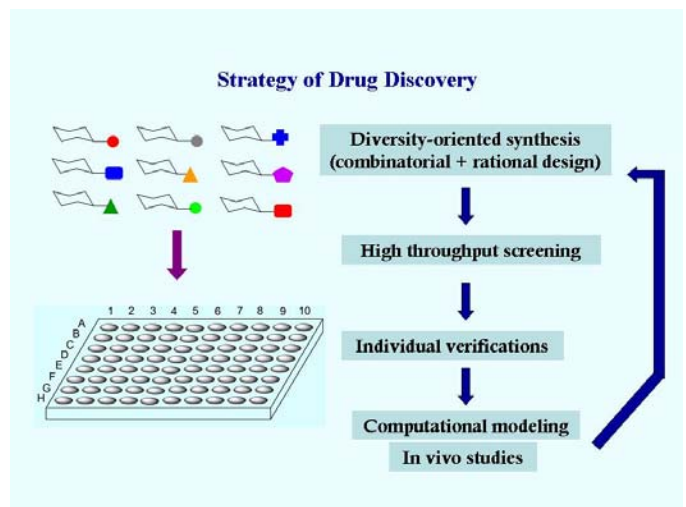 Strategy of Drug Discovery
Diversity-oriented synthesis
(combinatorial + rational design)
High throughput screening
1 2 3 4 5 6 7 8 9 10
A
B
C
D
E
F
G
H
Individual verifications
Computational modeling
In vivo studies